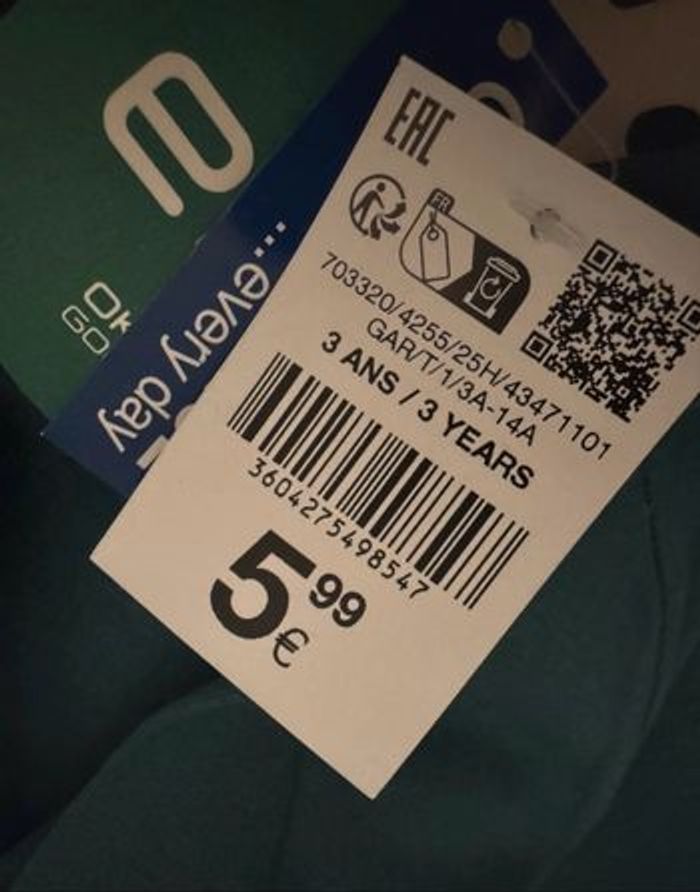 GO
OK
...every day
EAC
FR
703320/4255/25H/43471101
GAR/T/1/3A-14A
3 ANS / 3 YEARS
3604275498547
5 99 €